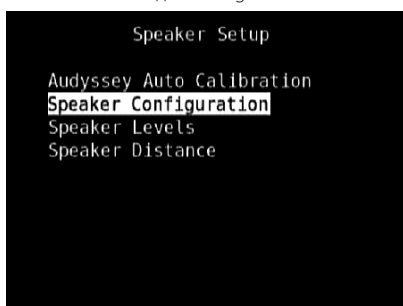 Speaker Setup
Audyssey Auto Calibration
Speaker Configuration
Speaker Levels
Speaker Distance